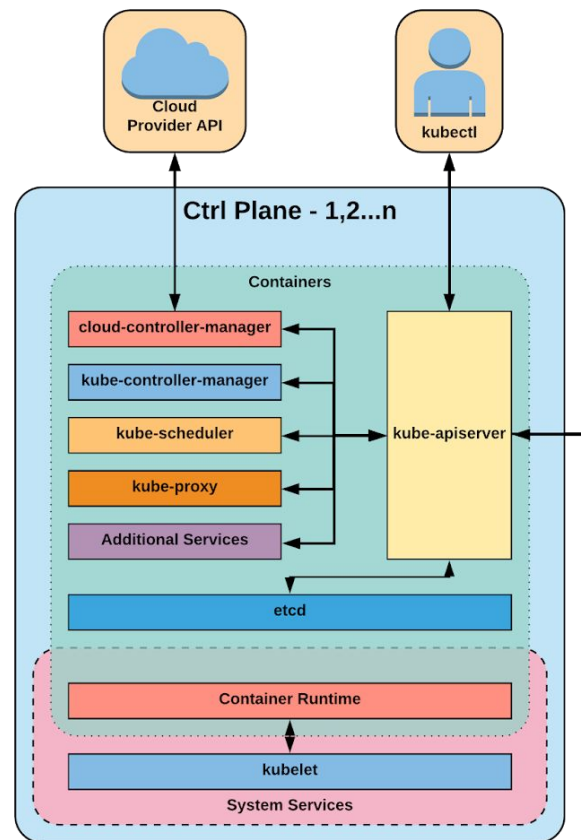 Cloud
Provider API
kubectl
Ctrl Plane - 1,2...n
Containers
cloud-controller-manager
kube-controller-manager
kube-scheduler
kube-apiserver
kube-proxy
Additional Services
etcd
Container Runtime
kubelet
System Services